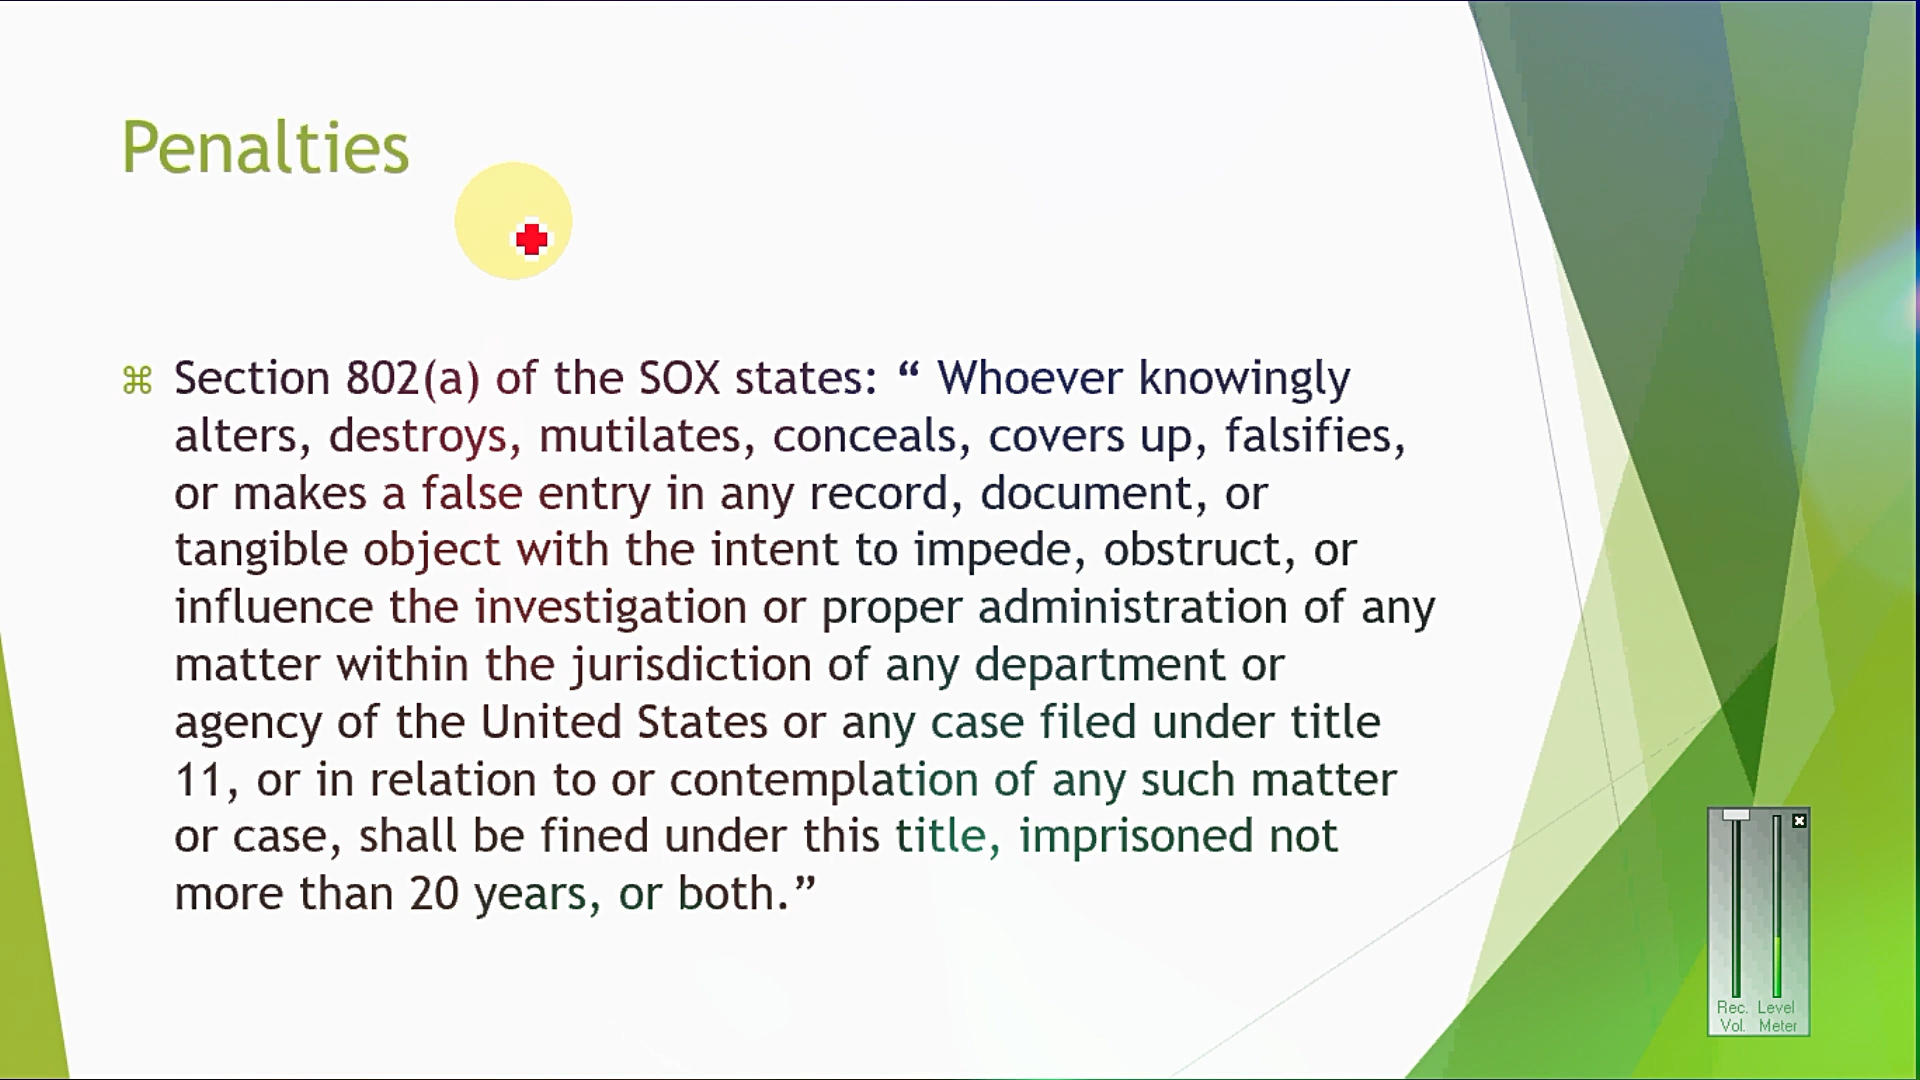 Penalties
⌘ Section 802(a) of the SOX states: “ Whoever knowingly
alters, destroys, mutilates, conceals, covers up, falsifies,
or makes a false entry in any record, document, or
tangible object with the intent to impede, obstruct, or
influence the investigation or proper administration of any
matter within the jurisdiction of any department or
agency of the United States or any case filed under title
11, or in relation to or contemplation of any such matter
or case, shall be fined under this title, imprisoned not
more than 20 years, or both.”
Rec. Level
Vol. Meter